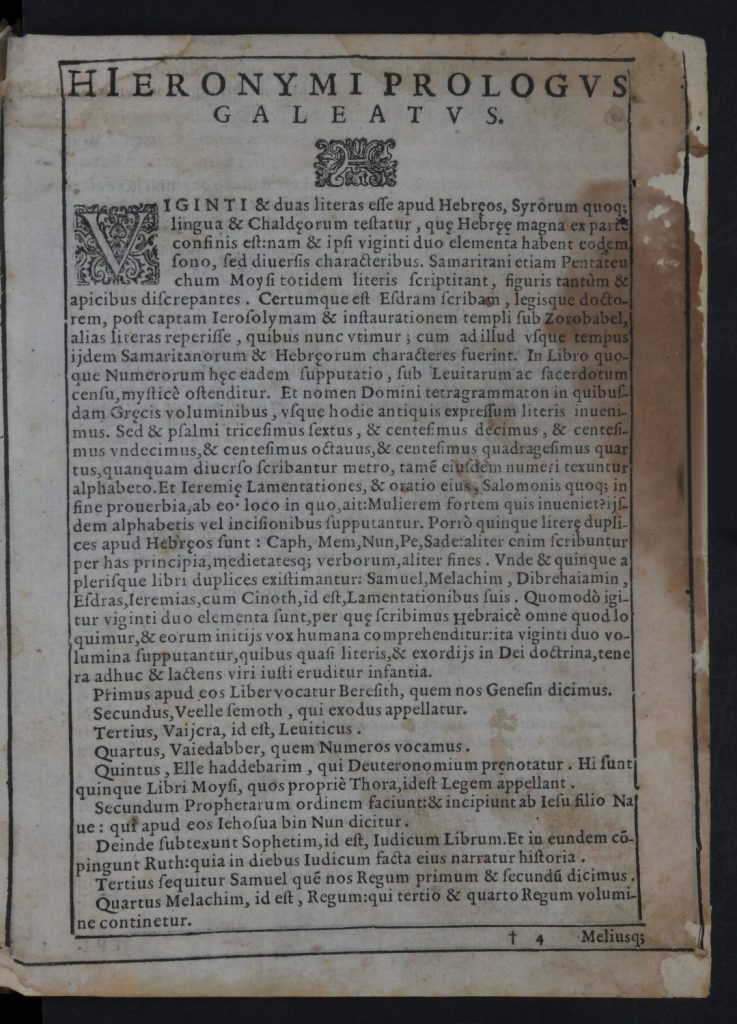 HIERONYMI PROLOGVS
GALEATVS.
VIGINTI & duas literas esse apud Hebręos, Syrorum quoq;
lingua & Chaldęorum testatur, quę Hebręę magna ex parte
confinis est: nam & ipsi viginti duo elementa habent eodem
sono, sed diuersis characteribus. Samaritani etiam Pentateu
chum Moysi totidem literis scriptitant, figuris tantùm &
apicibus discrepantes. Certumque est Esdram scribam, legisque docto-
rem, post captam Ierosolymam & instaurationem templi sub Zorobabel,
alias literas reperisse, quibus nunc vtimur; cum ad illud vsque tempus
ijdem Samaritanorum & Hebręorum characteres fuerint. In Libro quo-
que Numerorum hęc eadem supputatio, sub Leuitarum ac sacerdotum
censu, mysticè ostenditur. Et nomen Domini tetragrammaton in quibus-
dam Gręcis voluminibus, vsque hodie antiquis expressum literis inueni-
mus. Sed & psalmi tricesimus sextus, & centesimus decimus, & centesi-
mus vndecimus, & centesimus octauus, & centesimus quadragesimus quar
tus, quanquam diuerso scribantur metro, tamē eiusdem numeri texuntur
alphabeto. Et Ieremię Lamentationes, & oratio eius, Salomonis quoq; in
fine prouerbia, ab eo loco in quo, ait: Mulierem fortem quis inueniet? ijs-
dem alphabetis vel incisionibus supputantur. Porrò quinque literę dupli-
ces apud Hebręos sunt: Caph, Mem, Nun, Pe, Sade: aliter enim scribuntur
per has principia, medietatesq; verborum, aliter fines. Vnde & quinque a
plerisque libri duplices existimantur: Samuel, Melachim, Dibrehaiamin,
Esdras, Ieremias, cum Cinoth, id est, Lamentationibus suis. Quomodò igi-
tur viginti duo elementa sunt, per quę scribimus Hebraicè omne quod lo
quimur, & eorum initijs vox humana comprehenditur: ita viginti duo vo-
lumina supputantur, quibus quasi literis, & exordijs in Dei doctrina, tene
ra adhuc & lactens viri iusti eruditur infantia.
Primus apud eos Liber vocatur Beresith, quem nos Genesin dicimus.
Secundus, Veelle semoth, qui exodus appellatur.
Tertius, Vaijcra, id est, Leuiticus.
Quartus, Vaiedabber, quem Numeros vocamus.
Quintus, Elle haddebarim, qui Deuteronomium pręnotatur. Hi sunt
quinque Libri Moysi, quos propriè Thora, idest Legem appellant.
Secundum Prophetarum ordinem faciunt: & incipiunt ab Iesu filio Na
ue: qui apud eos Iehosua bin Nun dicitur.
Deinde subtexunt Sophetim, id est, Iudicum Librum. Et in eundem cō-
pingunt Ruth: quia in diebus Iudicum facta eius narratur historia.
Tertius sequitur Samuel quē nos Regum primum & secundū dicimus.
Quartus Melachim, id est, Regum: qui tertio & quarto Regum volumi-
ne continetur.
† 4 Meliusq;